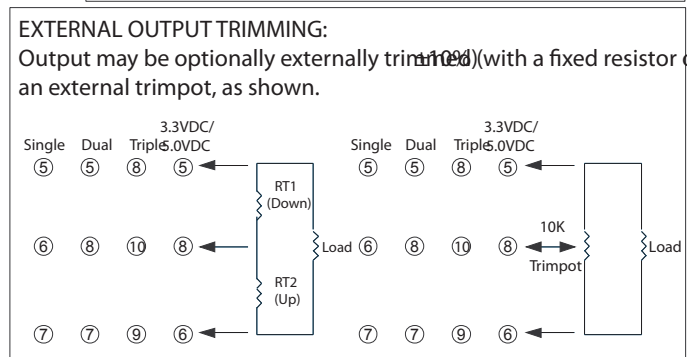 EXTERNAL OUTPUT TRIMMING:
Output may be optionally externally trimmed (±10%) with a fixed resistor
an external trimpot, as shown.
3.3VDC/ 3.3VDC/
Single Dual Triple 5.0VDC Single Dual Triple 5.0VDC
⑤ ⑤ ⑧ ⑤ ⑤ ⑤ ⑧ ⑤
RT1
(Down)
10K
⑥ ⑧ ⑩ ⑧ Load ⑥ ⑧ ⑩ ⑧ Load
Trimpot
RT2
(Up)
⑦ ⑦ ⑨ ⑥ ⑦ ⑦ ⑨ ⑥